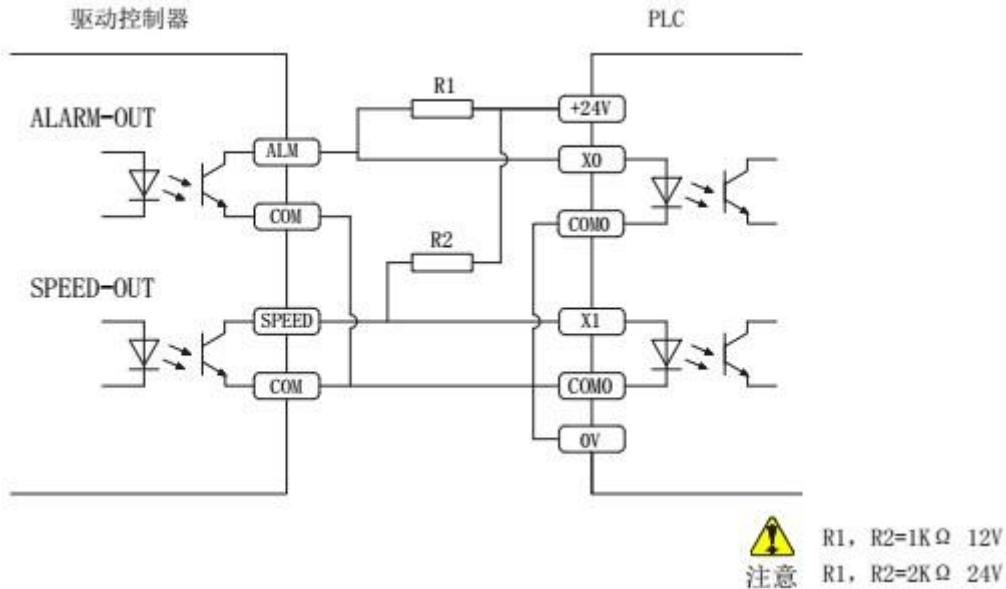 驱动控制器 PLC
R1
+24V
ALARM-OUT
ALM
X0
COM
COM0
R2
SPEED-OUT
SPEED
X1
COM
COM0
0V
R1, R2=1KΩ 12V
注意 R1, R2=2KΩ 24V